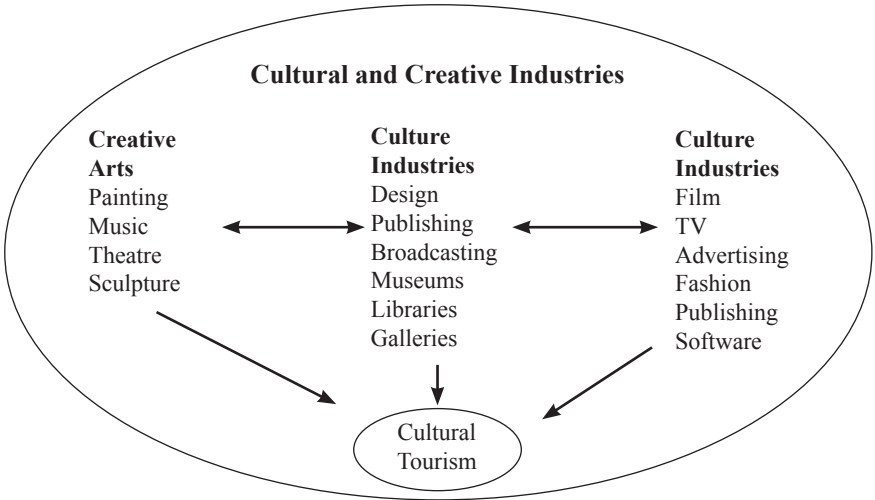 Cultural and Creative Industries
Creative
Arts
Painting
Music
Theatre
Sculpture
Culture
Industries
Design
Publishing
Broadcasting
Museums
Libraries
Galleries
Culture
Industries
Film
TV
Advertising
Fashion
Publishing
Software
Cultural
Tourism